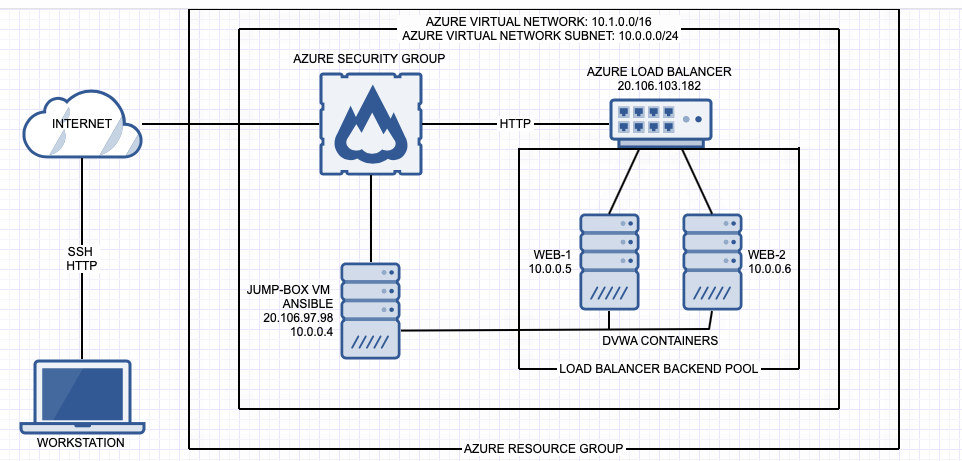 AZURE VIRTUAL NETWORK: 10.1.0.0/16
AZURE VIRTUAL NETWORK SUBNET: 10.0.0.0/24
AZURE SECURITY GROUP
AZURE LOAD BALANCER
20.106.103.182
INTERNET
HTTP
SSH
HTTP
WEB-1
10.0.0.5
WEB-2
10.0.0.6
JUMP-BOX VM
ANSIBLE
20.106.97.98
10.0.0.4
DVWA CONTAINERS
LOAD BALANCER BACKEND POOL
WORKSTATION
AZURE RESOURCE GROUP